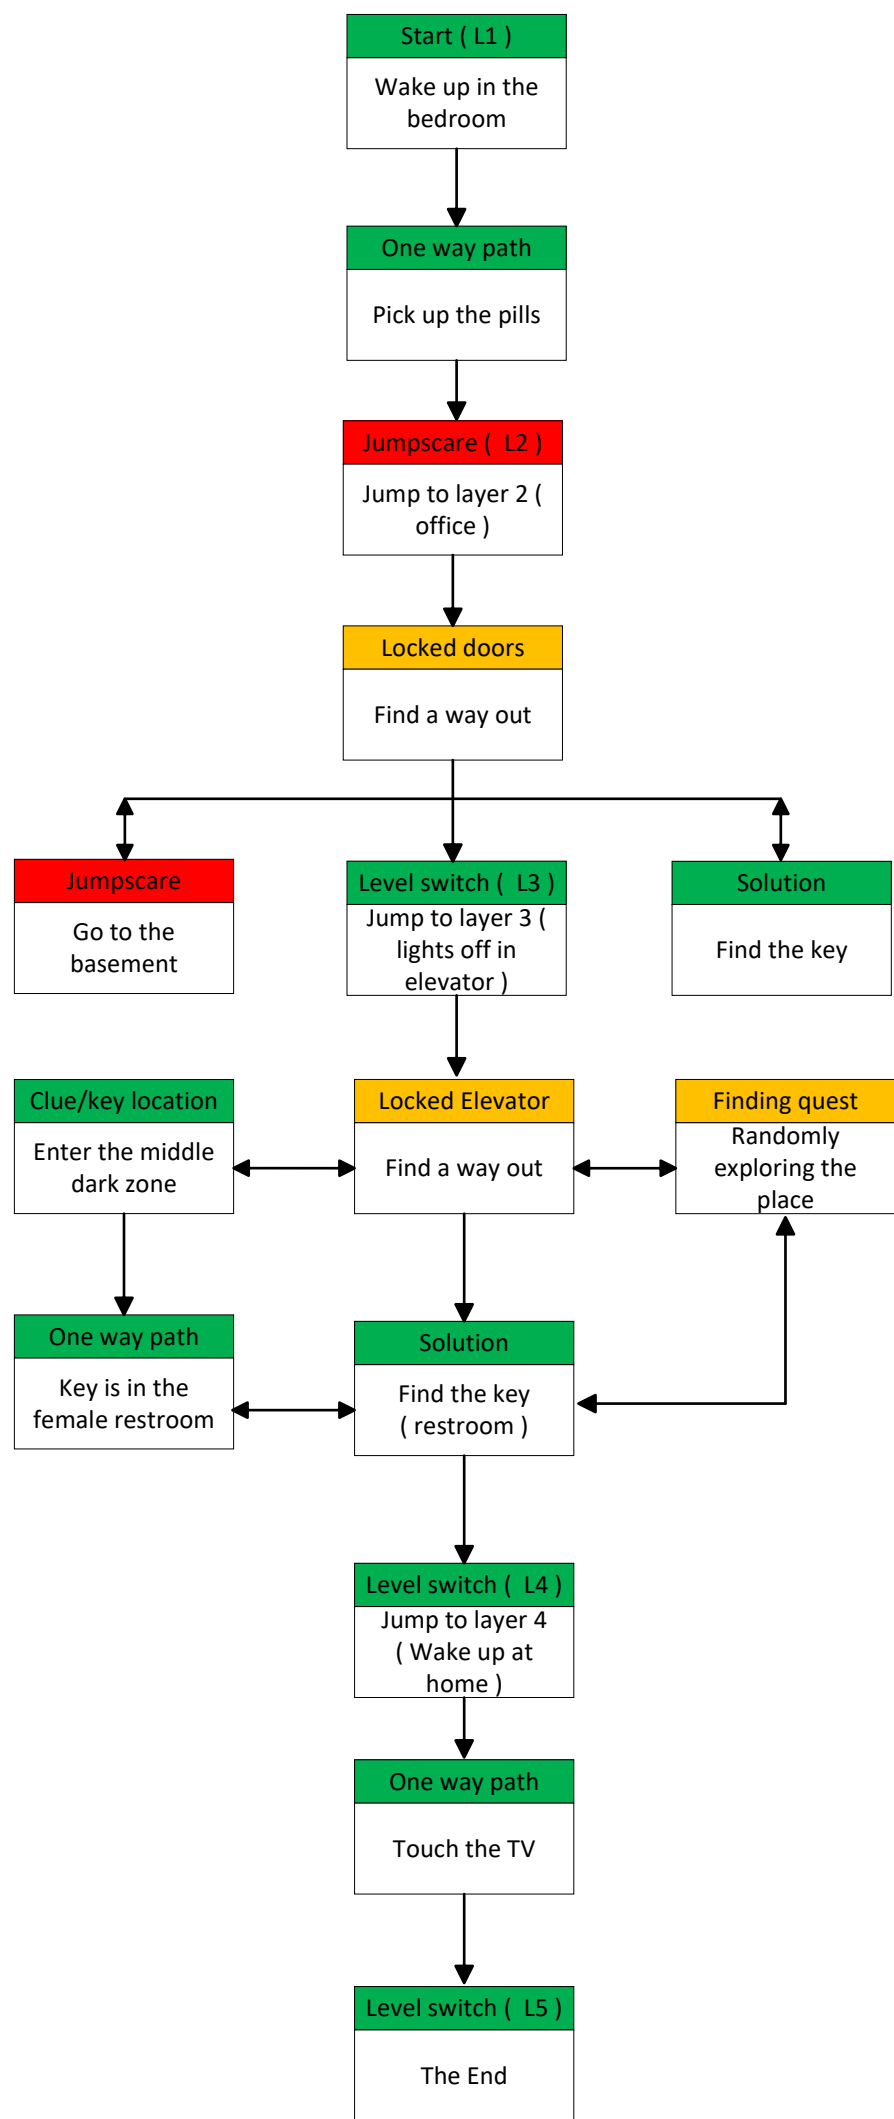 Start ( L1 )
Wake up in the
bedroom
One way path
Pick up the pills
Jumpscare (  L2 )
Jump to layer 2 (
office )
Locked doors
Find a way out
Jumpscare
Go to the
basement
Level switch (  L3 )
Jump to layer 3 (
lights off in
elevator )
Solution
Find the key
Clue/key location
Enter the middle
dark zone
Locked Elevator
Find a way out
Finding quest
Randomly
exploring the
place
One way path
Key is in the
female restroom
Solution
Find the key
( restroom )
Level switch (  L4 )
Jump to layer 4
( Wake up at
home )
One way path
Touch the TV
Level switch (  L5 )
The End